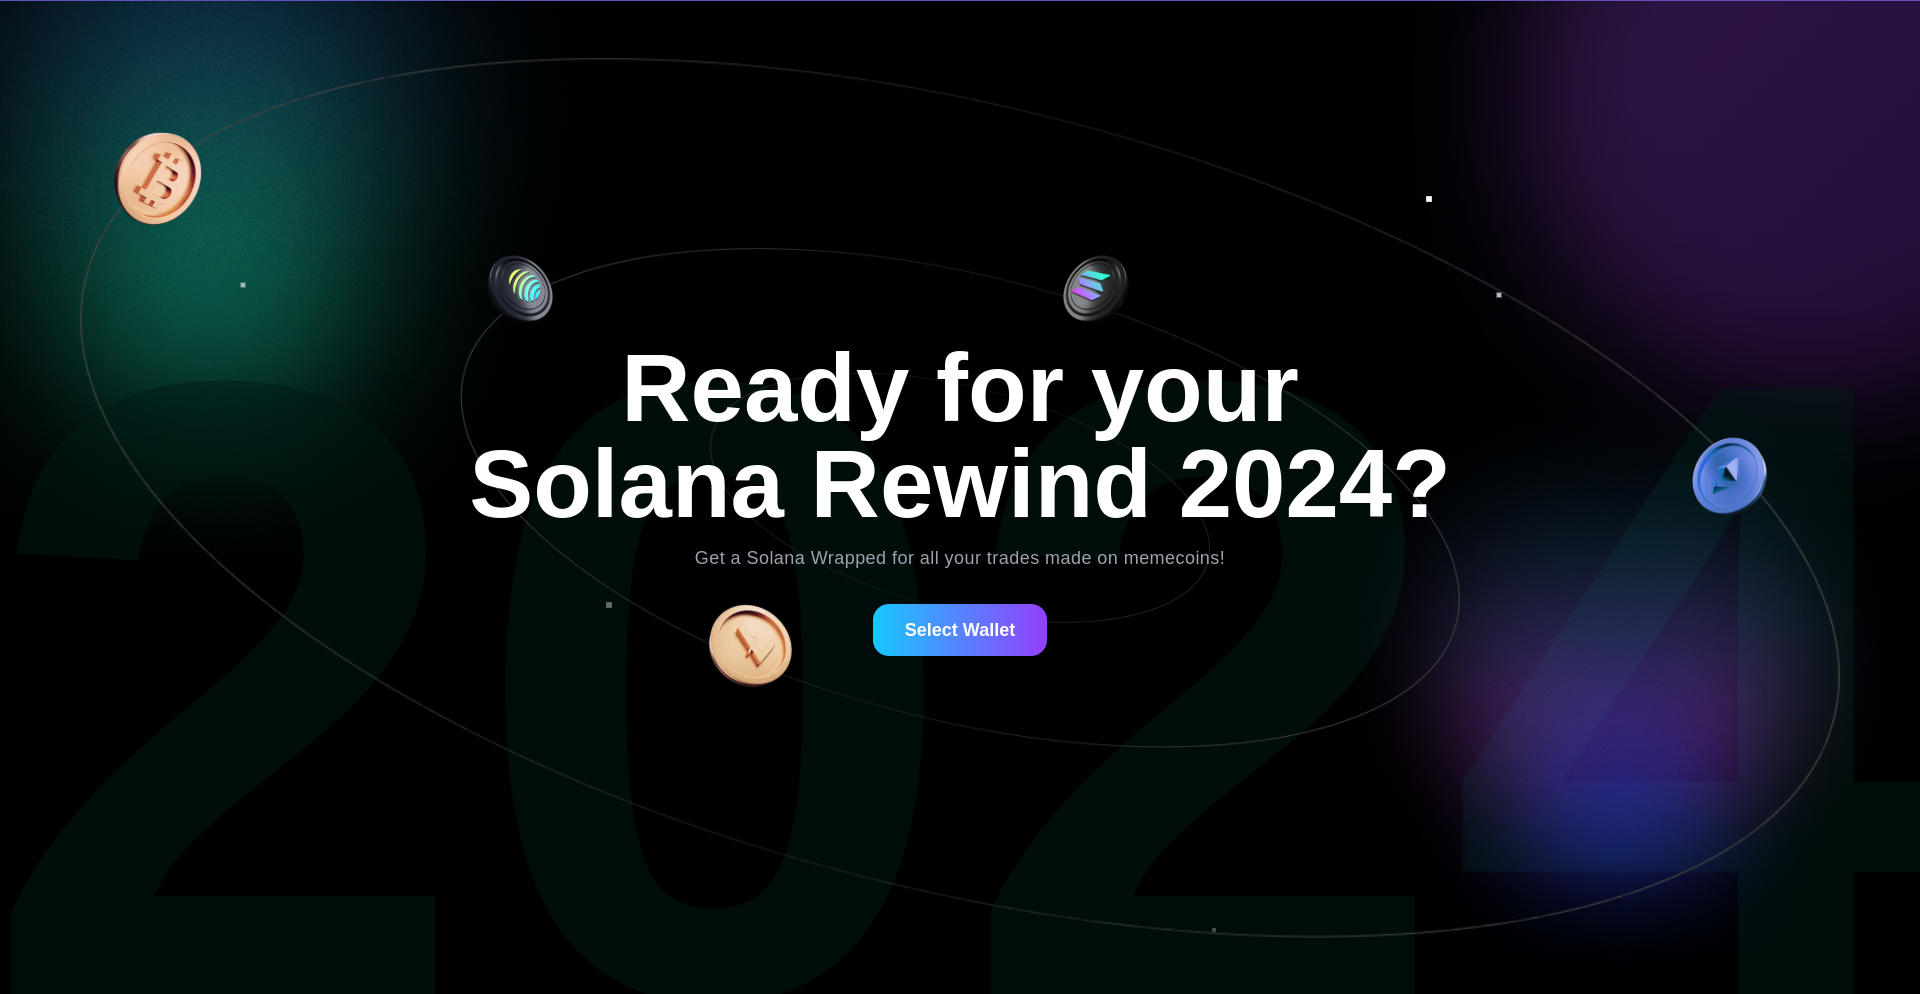 Ready for your
Solana Rewind 2024?
Get a Solana Wrapped for all your trades made on memecoins!
Select Wallet
2024